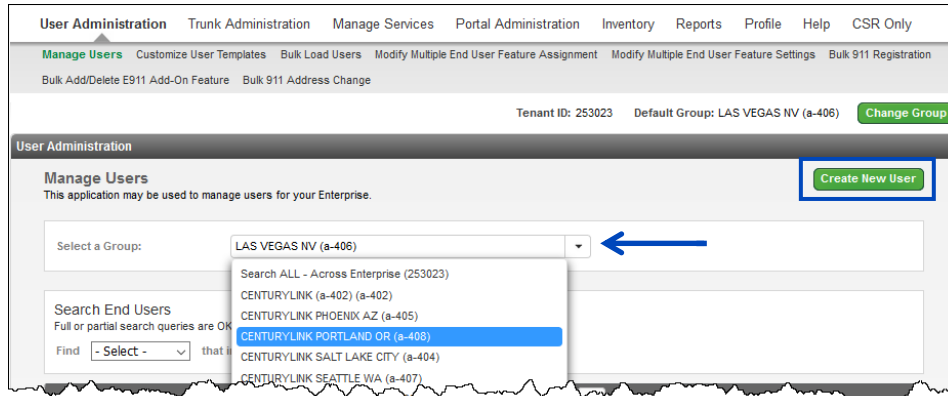 User Administration Trunk Administration Manage Services Portal Administration Inventory Reports Profile Help CSR Only
Manage Users Customize User Templates Bulk Load Users Modify Multiple End User Feature Assignment Modify Multiple End User Feature Settings Bulk 911 Registration
Bulk Add/Delete E911 Add-On Feature Bulk 911 Address Change
Tenant ID: 253023 Default Group: LAS VEGAS NV (a-406) Change Group
User Administration
Manage Users
Create New User
This application may be used to manage users for your Enterprise.
Select a Group: LAS VEGAS NV (a-406)
Search ALL - Across Enterprise (253023)
CENTURYLINK (a-402) (a-402)
CENTURYLINK PHOENIX AZ (a-405)
CENTURYLINK PORTLAND OR (a-408)
CENTURYLINK SALT LAKE CITY (a-404)
CENTURYLINK SEATTLE WA (a-407)
Search End Users
Full or partial search queries are OK
Find - Select - that